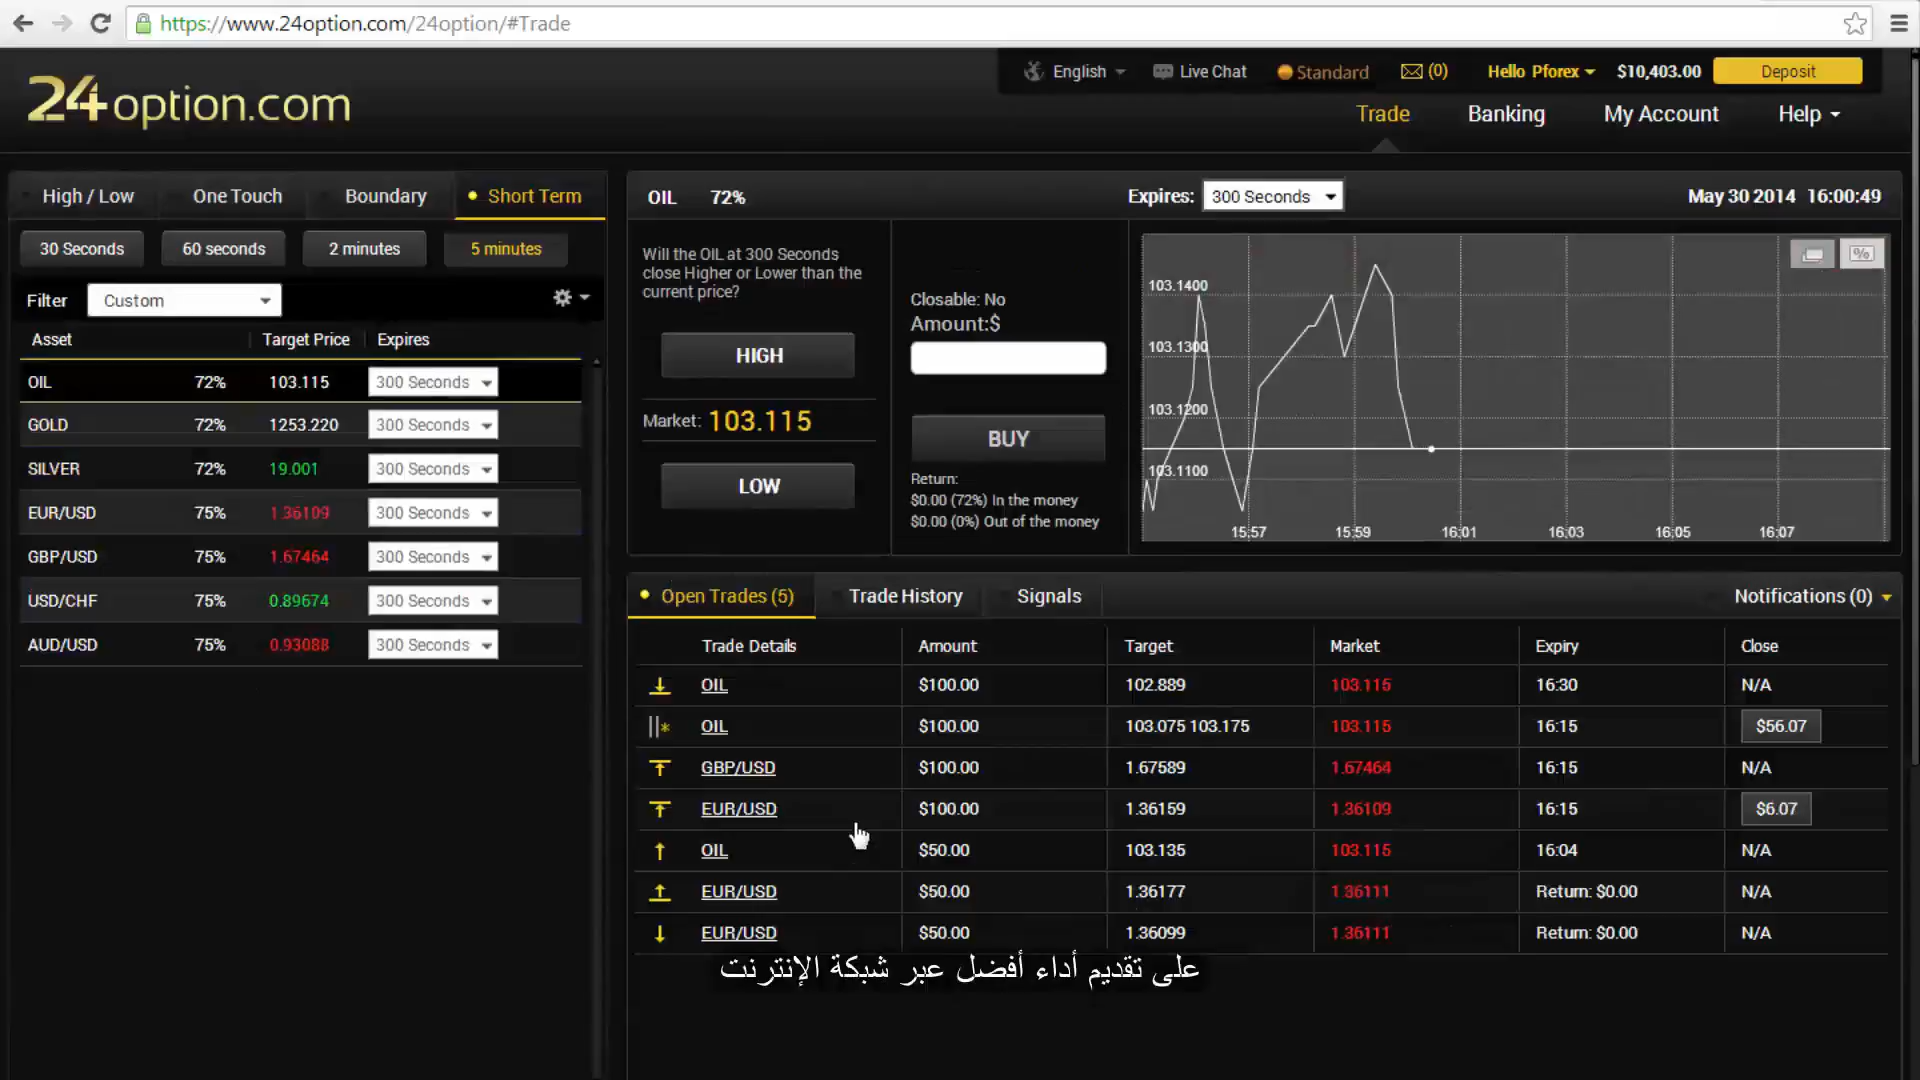 https://www.24option.com/24option/#Trade
24option.com
English Live Chat Standard (0) Hello Pforex $10,403.00 Deposit
Trade Banking My Account Help
High / Low One Touch Boundary Short Term
30 Seconds 60 seconds 2 minutes 5 minutes
Filter Custom
Asset Target Price Expires
OIL 72% 103.115 300 Seconds
GOLD 72% 1253.220 300 Seconds
SILVER 72% 19.001 300 Seconds
EUR/USD 75% 1.36109 300 Seconds
GBP/USD 75% 1.67464 300 Seconds
USD/CHF 75% 0.89674 300 Seconds
AUD/USD 75% 0.93088 300 Seconds
OIL 72% Expires: 300 Seconds May 30 2014 16:00:49
Will the OIL at 300 Seconds
close Higher or Lower than the
current price?
HIGH
Market: 103.115
LOW
Closable: No
Amount:$
BUY
Return:
$0.00 (72%) In the money
$0.00 (0%) Out of the money
%
103.1400
103.1300
103.1200
103.1100
15:57 15:59 16:01 16:03 16:05 16:07
Open Trades (5) Trade History Signals Notifications (0)
Trade Details Amount Target Market Expiry Close
OIL $100.00 102.889 103.115 16:30 N/A
OIL $100.00 103.075 103.175 103.115 16:15 $56.07
GBP/USD $100.00 1.67589 1.67464 16:15 N/A
EUR/USD $100.00 1.36159 1.36109 16:15 $6.07
OIL $50.00 103.135 103.115 16:04 N/A
EUR/USD $50.00 1.36177 1.36111 Return: $0.00 N/A
EUR/USD $50.00 1.36099 1.36111 Return: $0.00 N/A
على تقديم أداء أفضل عبر شبكة الإنترنت